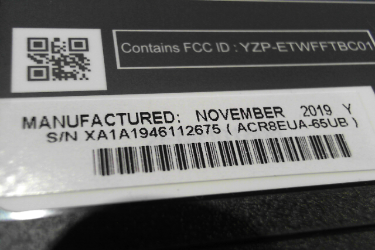 Contains FCC ID : YZP-ETWFFTBC01
MANUFACTURED: NOVEMBER 2019 Y
S/N XA1A1946112675 ( ACR8EUA-65UB )